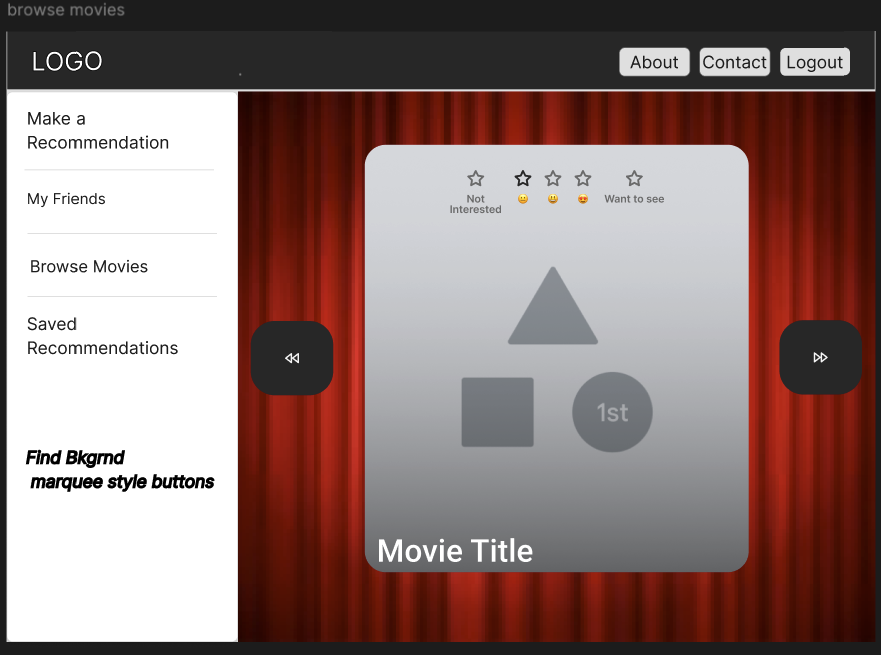 browse movies
LOGO
About Contact Logout
Make a
Recommendation
My Friends
Browse Movies
Saved
Recommendations
Find Bkgrnd
marquee style buttons
Not
Interested
Want to see
1st
Movie Title